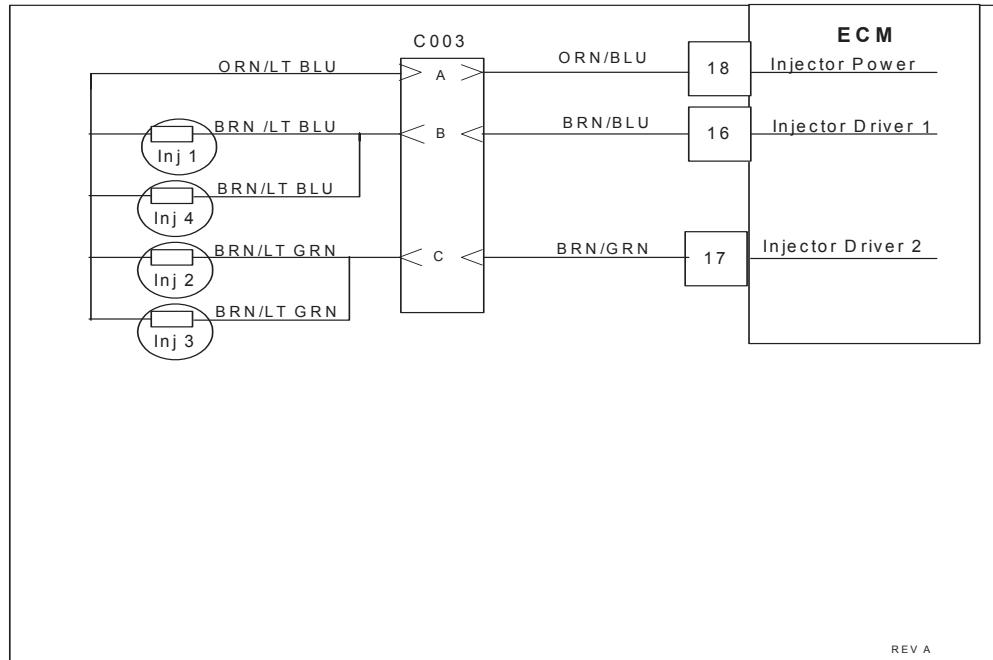 ECM
C003
ORN/LT BLU
A
ORN/BLU
18
Injector Power
BRN /LT BLU
B
BRN/BLU
16
Injector Driver 1
Inj 1
BRN/LT BLU
Inj 4
BRN/LT GRN
C
BRN/GRN
17
Injector Driver 2
Inj 2
BRN/LT GRN
Inj 3
REV A